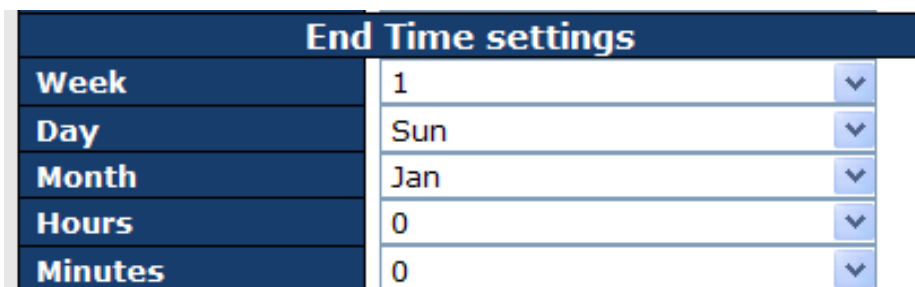 End Time settings
Week 1
Day Sun
Month Jan
Hours 0
Minutes 0